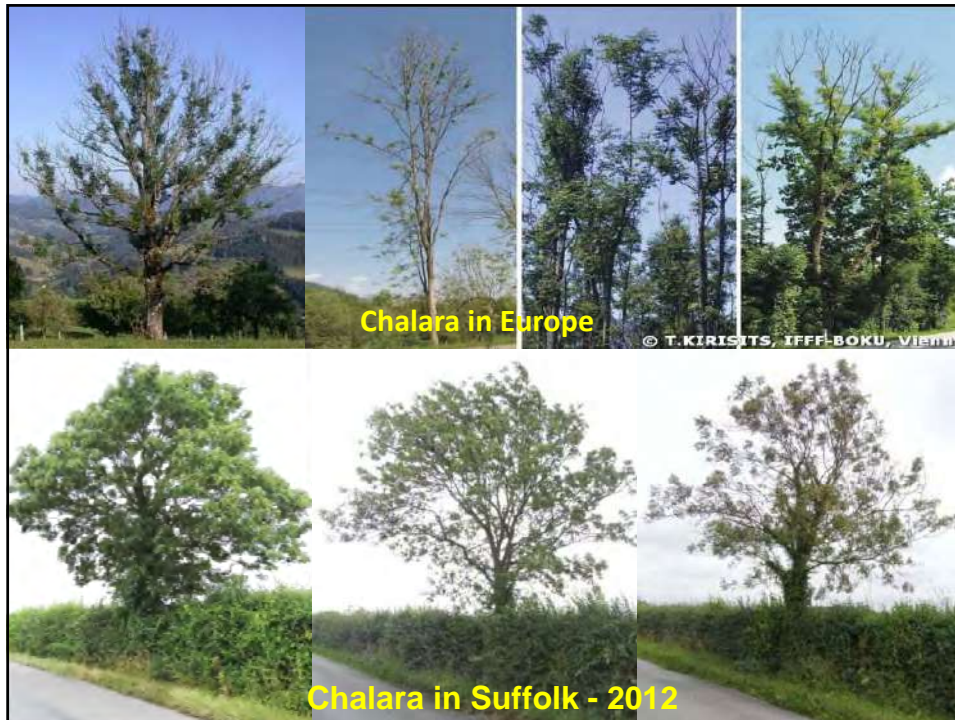 Chalara in Europe
© T.KIRISITS, IFFF-BOKU, Vienn
Chalara in Suffolk - 2012